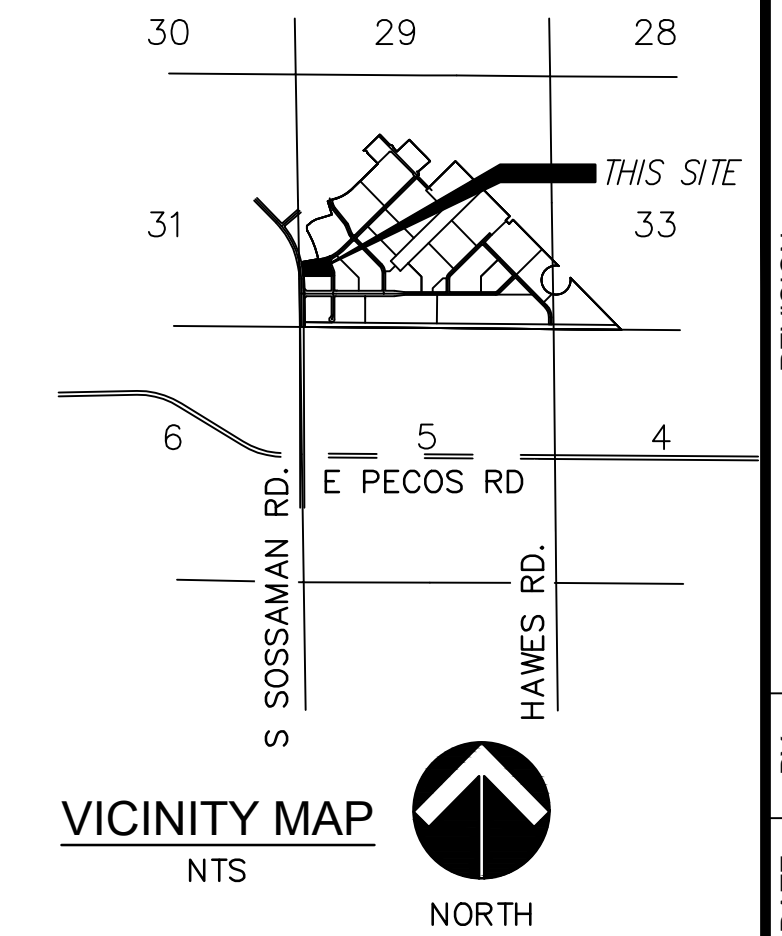 30 29 28
THIS SITE
31 33
6 5 4
E PECOS RD
S SOSSAMAN RD.
HAWES RD.
VICINITY MAP
NTS
NORTH